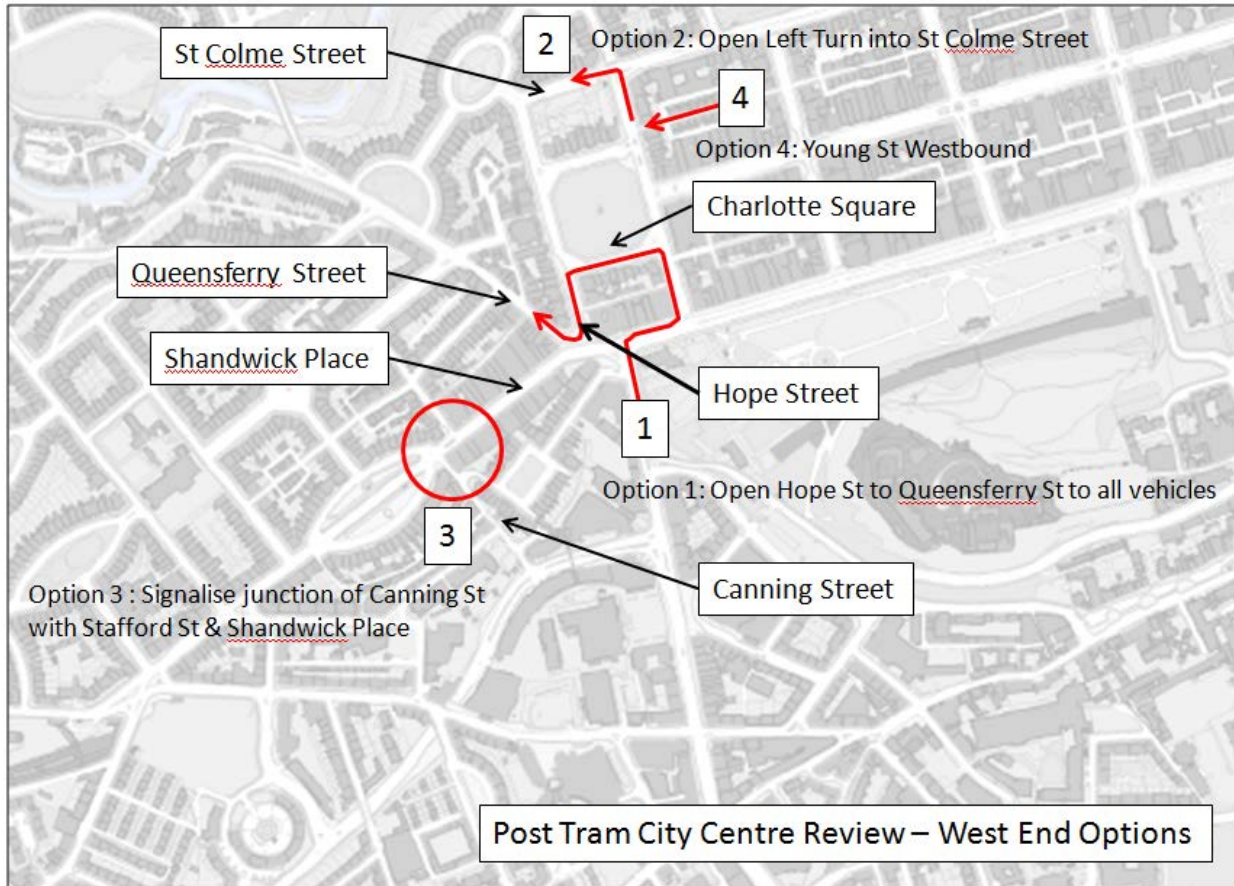 St Colme Street
2
Option 2: Open Left Turn into St Colme Street
4
Option 4: Young St Westbound
Charlotte Square
Queensferry Street
Shandwick Place
Hope Street
1
Option 1: Open Hope St to Queensferry St to all vehicles
3
Canning Street
Option 3 : Signalise junction of Canning St
with Stafford St & Shandwick Place
Post Tram City Centre Review – West End Options